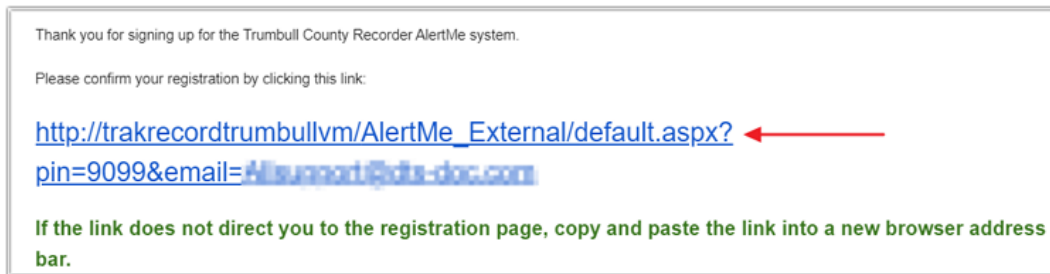 Thank you for signing up for the Trumbull County Recorder AlertMe system.
Please confirm your registration by clicking this link:
http://trakrecordtrumbullvm/AlertMe_External/default.aspx?
pin=9099&email=
If the link does not direct you to the registration page, copy and paste the link into a new browser address
bar.